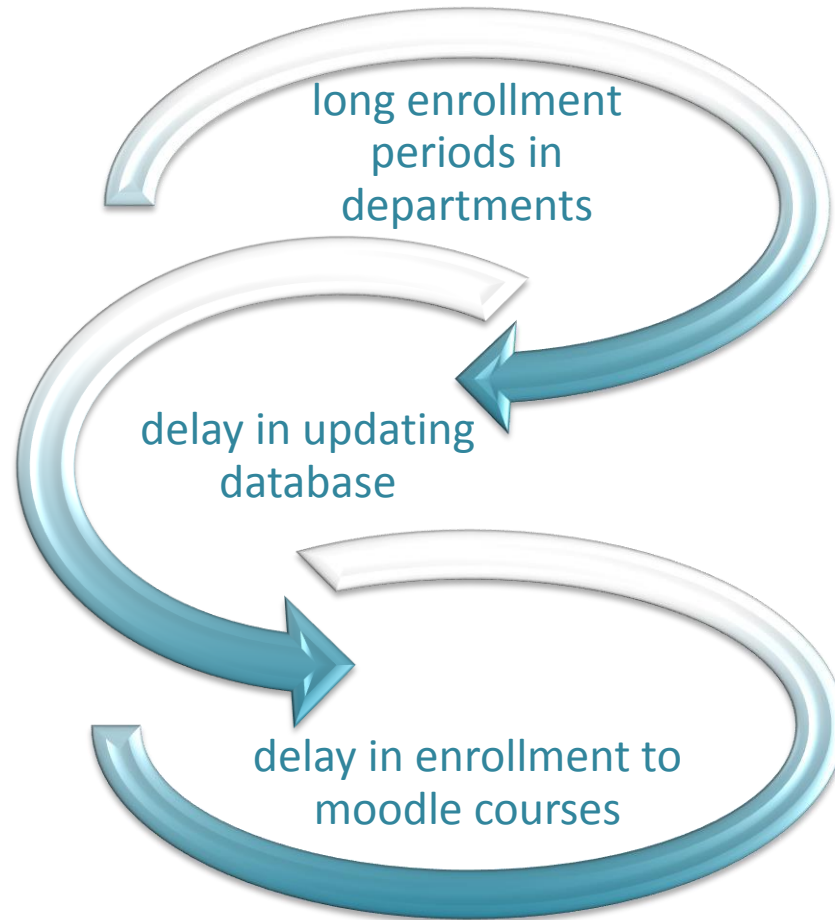 long enrollment
periods in
departments
delay in updating
database
delay in enrollment to
moodle courses